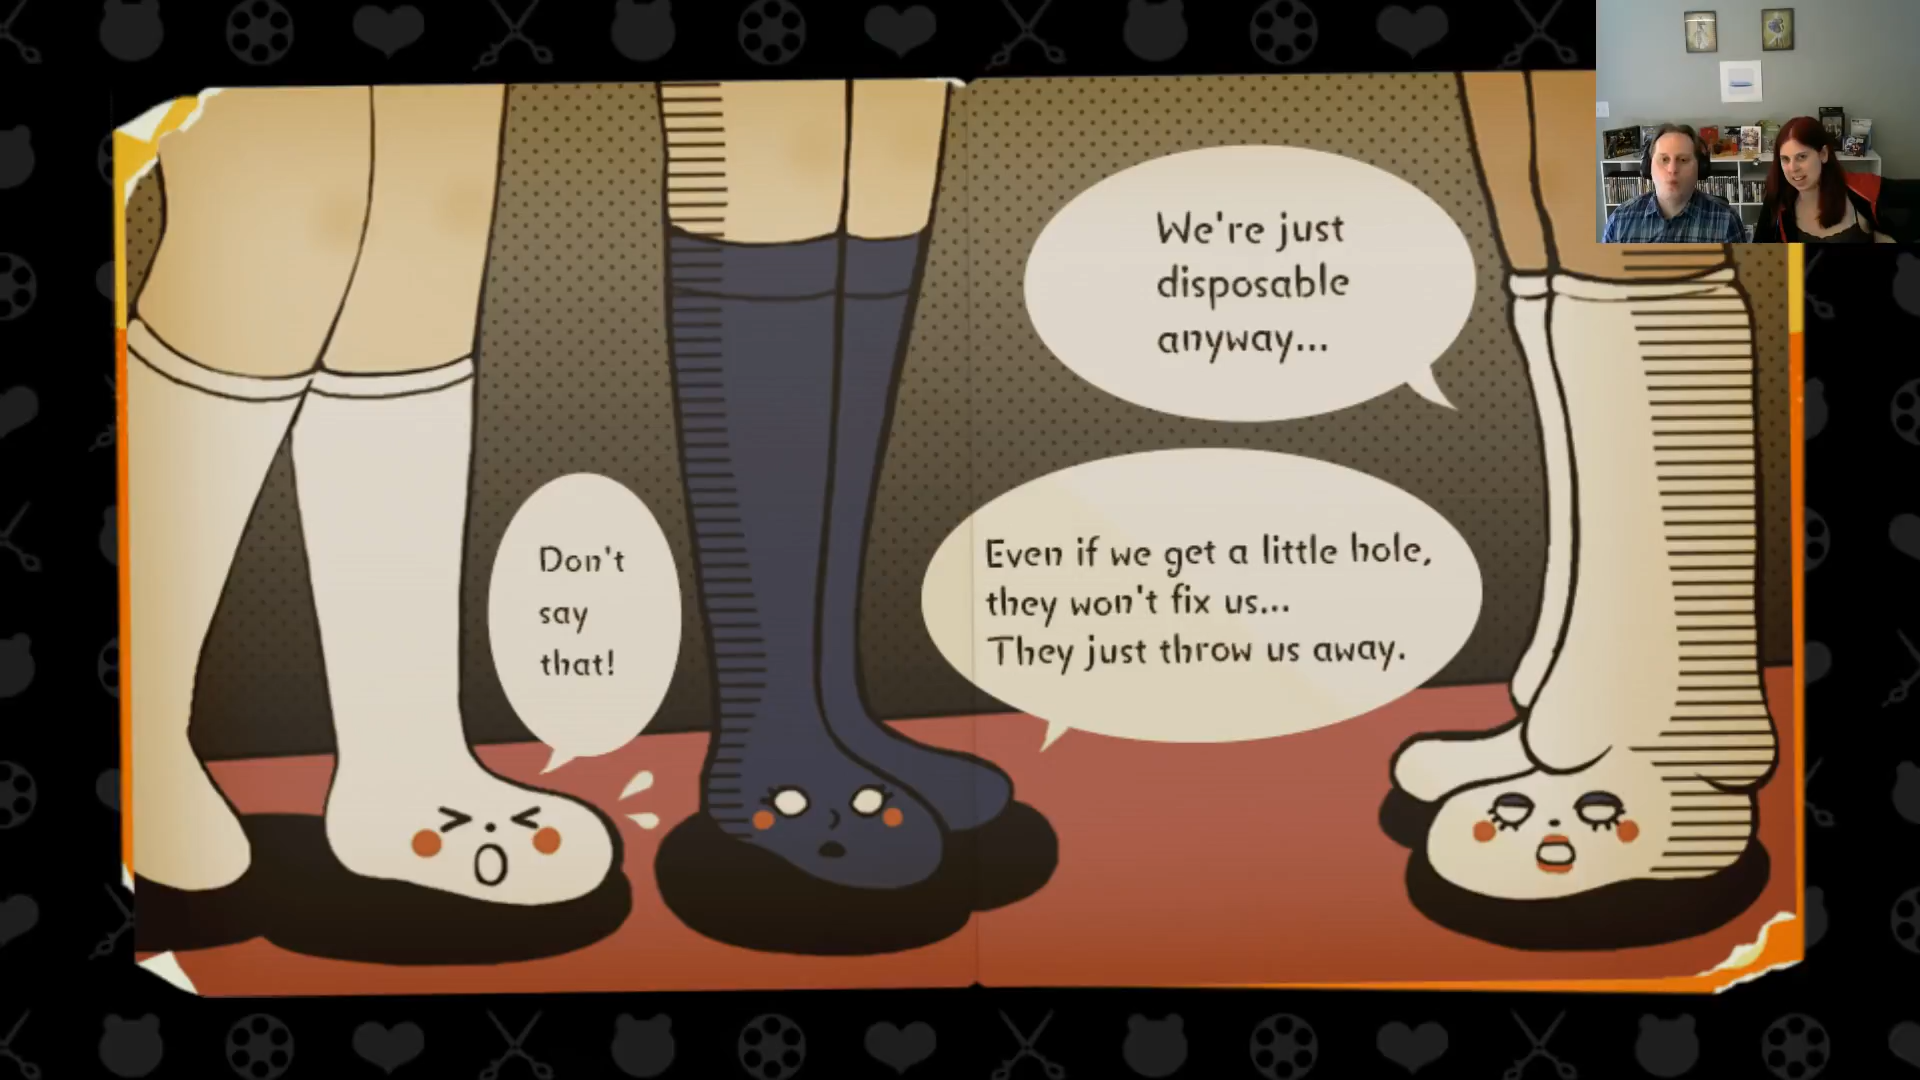 We're just
disposable
anyway...
Even if we get a little hole,
they won't fix us...
They just throw us away.
Don't
say
that!